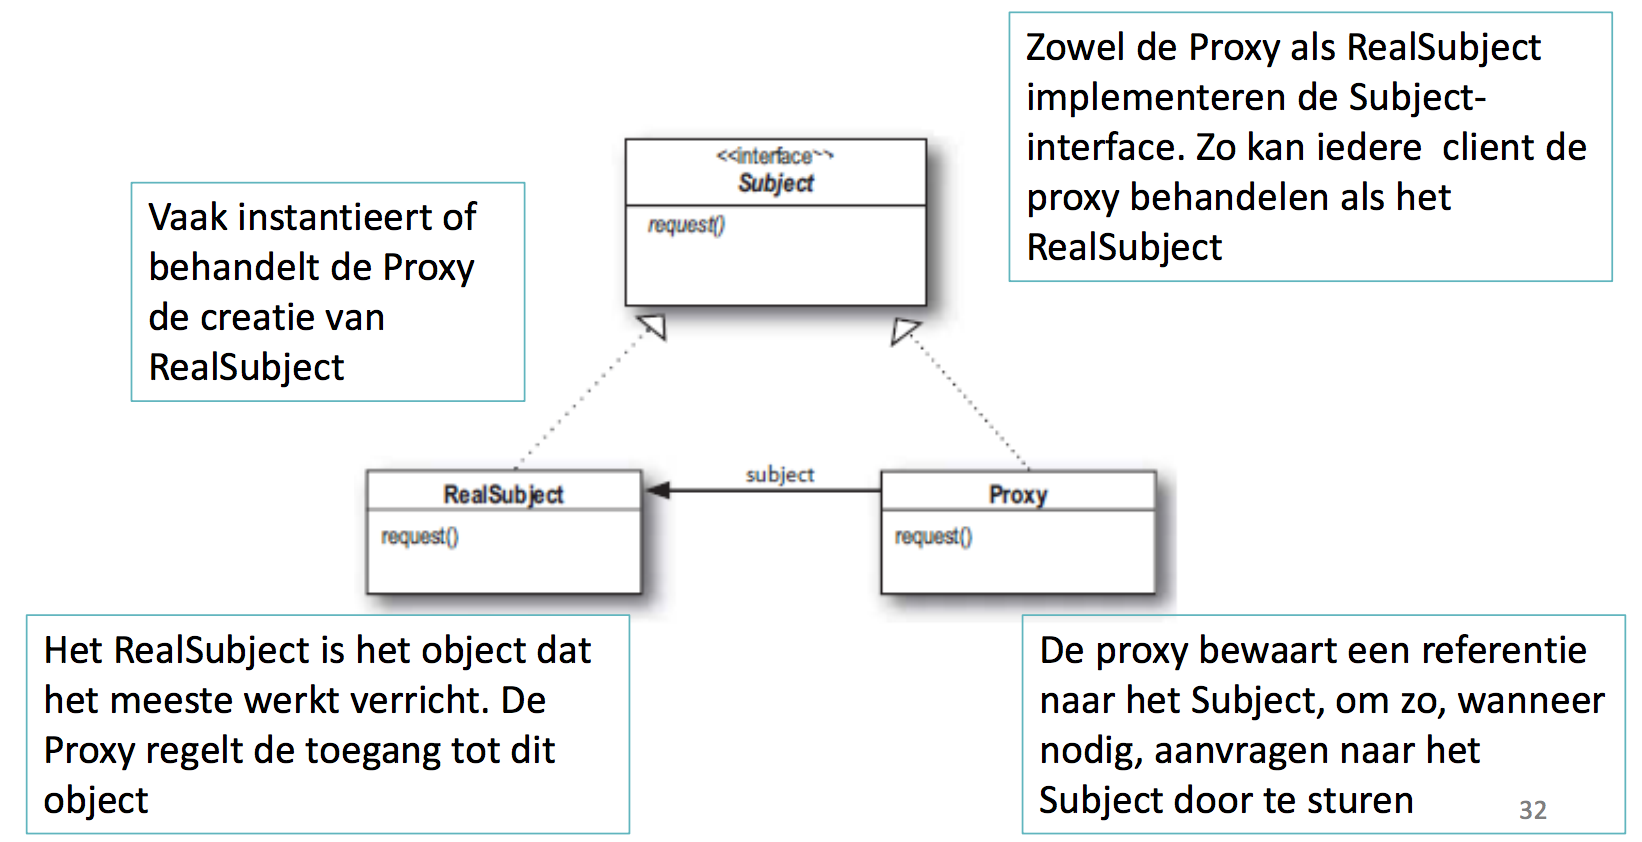 Zowel de Proxy als RealSubject
implementeren de Subject-
interface. Zo kan iedere client de
proxy behandelen als het
RealSubject
<<interface>>
Subject
request()
Vaak instantieert of
behandelt de Proxy
de creatie van
RealSubject
subject
RealSubject
request()
Proxy
request()
Het RealSubject is het object dat
het meeste werkt verricht. De
Proxy regelt de toegang tot dit
object
De proxy bewaart een referentie
naar het Subject, om zo, wanneer
nodig, aanvragen naar het
Subject door te sturen
32